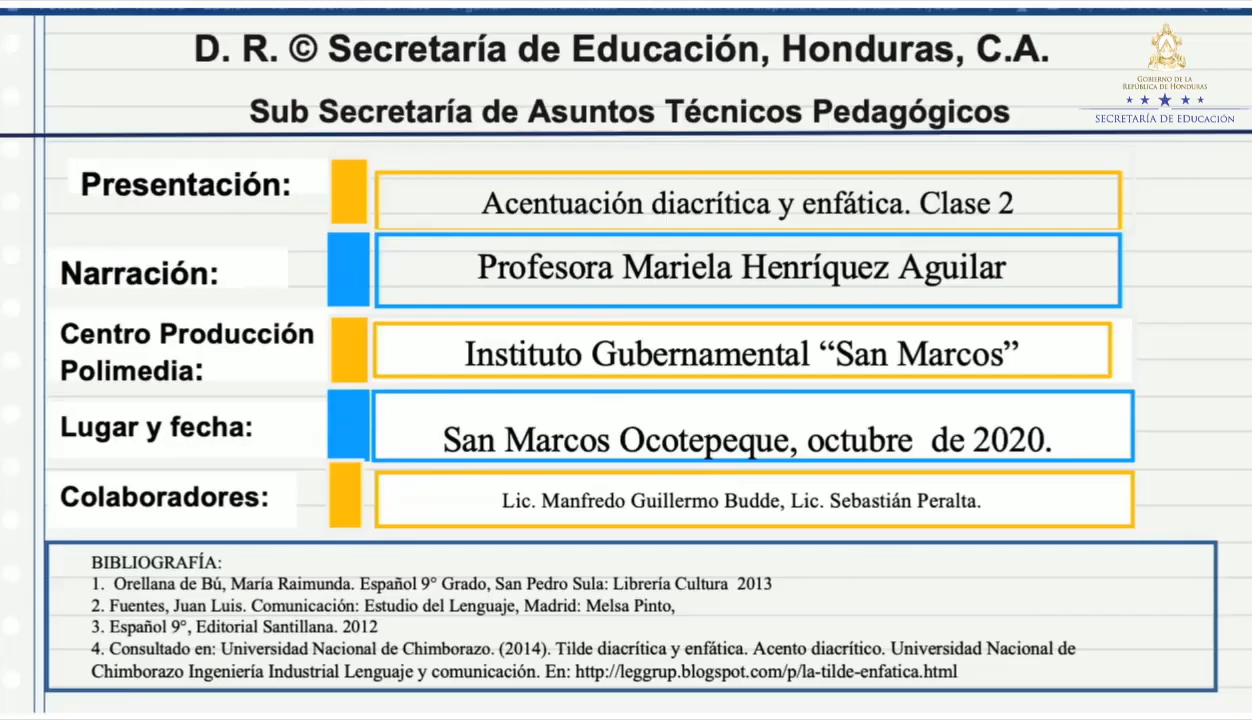 D. R. © Secretaría de Educación, Honduras, C.A.
Sub Secretaría de Asuntos Técnicos Pedagógicos
GOBIERNO DE LA
REPÚBLICA DE HONDURAS
SECRETARÍA DE EDUCACIÓN
Presentación:
Acentuación diacrítica y enfática. Clase 2
Narración:
Profesora Mariela Henríquez Aguilar
Centro Producción
Polimedia:
Instituto Gubernamental “San Marcos”
Lugar y fecha:
San Marcos Ocotepeque, octubre de 2020.
Colaboradores:
Lic. Manfredo Guillermo Budde, Lic. Sebastián Peralta.
BIBLIOGRAFÍA:
1. Orellana de Bú, María Raimunda. Español 9° Grado, San Pedro Sula: Librería Cultura 2013
2. Fuentes, Juan Luis. Comunicación: Estudio del Lenguaje, Madrid: Melsa Pinto,
3. Español 9°, Editorial Santillana. 2012
4. Consultado en: Universidad Nacional de Chimborazo. (2014). Tilde diacrítica y enfática. Acento diacrítico. Universidad Nacional de
Chimborazo Ingeniería Industrial Lenguaje y comunicación. En: http://leggrup.blogspot.com/p/la-tilde-enfatica.html